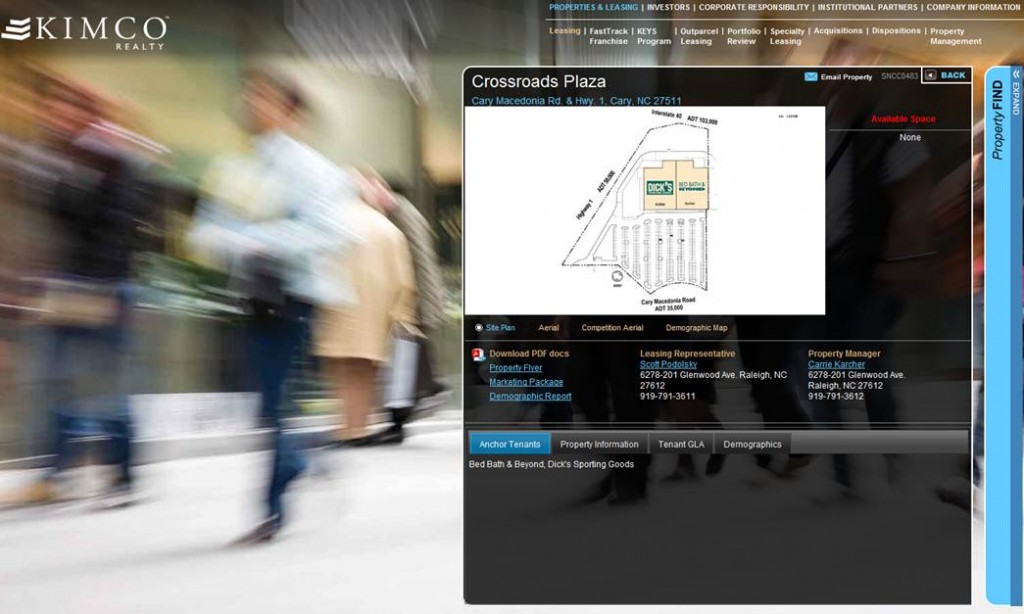 KIMCO
REALTY
PROPERTIES & LEASING | INVESTORS | CORPORATE RESPONSIBILITY | INSTITUTIONAL PARTNERS | COMPANY INFORMATION
Leasing | FastTrack Franchise | KEYS Program | Outparcel Leasing | Portfolio Review | Specialty Leasing | Acquisitions | Dispositions | Property Management
Crossroads Plaza
Email Property SNCC0483 BACK
Cary Macedonia Rd. & Hwy. 1, Cary, NC 27511
Interstate 40 ADT 103,000
Highway 1 ADT 98,000
DICK'S
BED BATH & BEYOND
Cary Macedonia Road
ADT 35,000
Available Space
None
Site Plan Aerial Competition Aerial Demographic Map
Download PDF docs
Property Flyer
Marketing Package
Demographic Report
Leasing Representative
Scott Podolsky
6278-201 Glenwood Ave. Raleigh, NC
27612
919-791-3611
Property Manager
Carrie Karcher
6278-201 Glenwood Ave.
Raleigh, NC 27612
919-791-3612
Anchor Tenants Property Information Tenant GLA Demographics
Bed Bath & Beyond, Dick's Sporting Goods
Property FIND
EXPAND